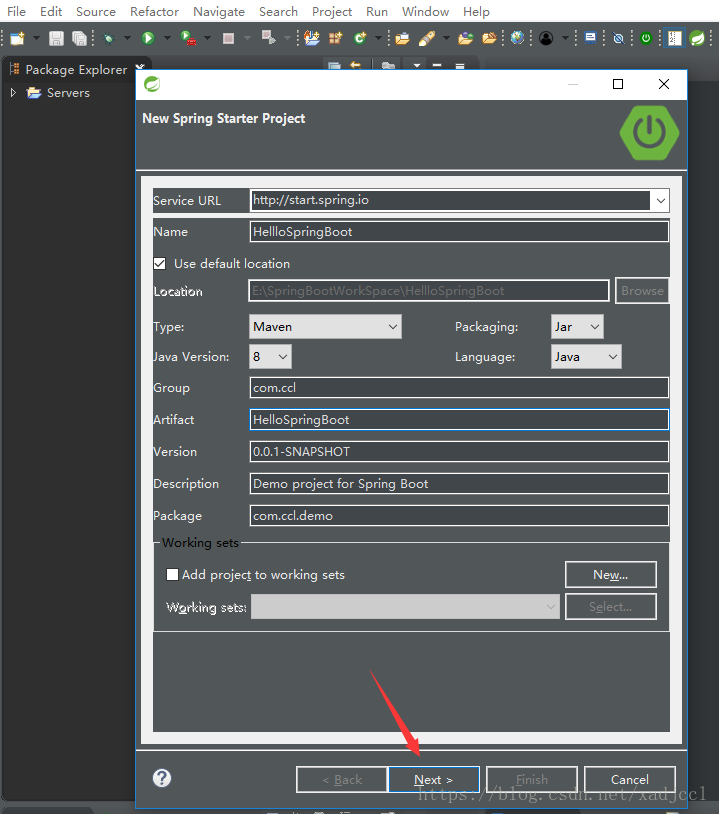 File Edit Source Refactor Navigate Search Project Run Window Help
Package Explorer
Servers
New Spring Starter Project
Service URL http://start.spring.io
Name HellloSpringBoot
Use default location
Location E:\SpringBootWorkSpace\HellloSpringBoot Browse
Type: Maven Packaging: Jar
Java Version: 8 Language: Java
Group com.ccl
Artifact HelloSpringBoot
Version 0.0.1-SNAPSHOT
Description Demo project for Spring Boot
Package com.ccl.demo
Working sets
Add project to working sets New...
Working sets: Select...
? < Back Next > Finish Cancel
https://blog.csdn.net/xadjccl